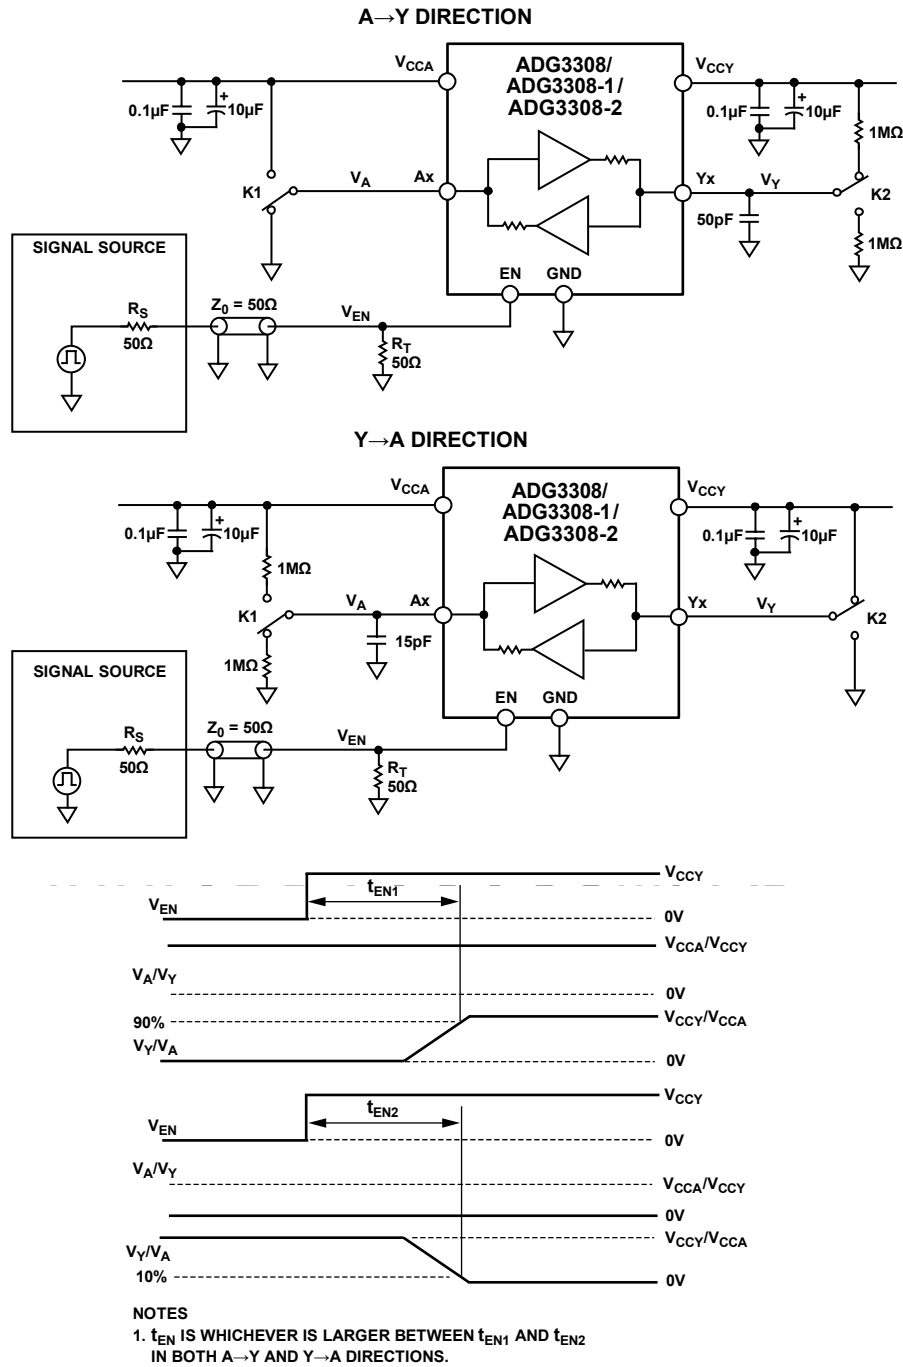 A→Y DIRECTION
V_CCA
ADG3308/
ADG3308-1/
ADG3308-2
V_CCY
0.1µF
+
10µF
0.1µF
+
10µF
1MΩ
K1
V_A
Ax
Yx
V_Y
K2
50pF
1MΩ
SIGNAL SOURCE
EN
GND
R_S
50Ω
Z_0 = 50Ω
V_EN
R_T
50Ω
Y→A DIRECTION
V_CCA
ADG3308/
ADG3308-1/
ADG3308-2
V_CCY
0.1µF
+
10µF
0.1µF
+
10µF
1MΩ
K1
V_A
Ax
Yx
V_Y
K2
15pF
1MΩ
SIGNAL SOURCE
EN
GND
R_S
50Ω
Z_0 = 50Ω
V_EN
R_T
50Ω
V_CCY
t_EN1
V_EN
0V
V_CCA/V_CCY
V_A/V_Y
0V
90%
V_CCY/V_CCA
V_Y/V_A
0V
V_CCY
t_EN2
V_EN
0V
V_A/V_Y
V_CCA/V_CCY
0V
V_CCY/V_CCA
V_Y/V_A
10%
0V
NOTES
1. t_EN IS WHICHEVER IS LARGER BETWEEN t_EN1 AND t_EN2
IN BOTH A→Y AND Y→A DIRECTIONS.